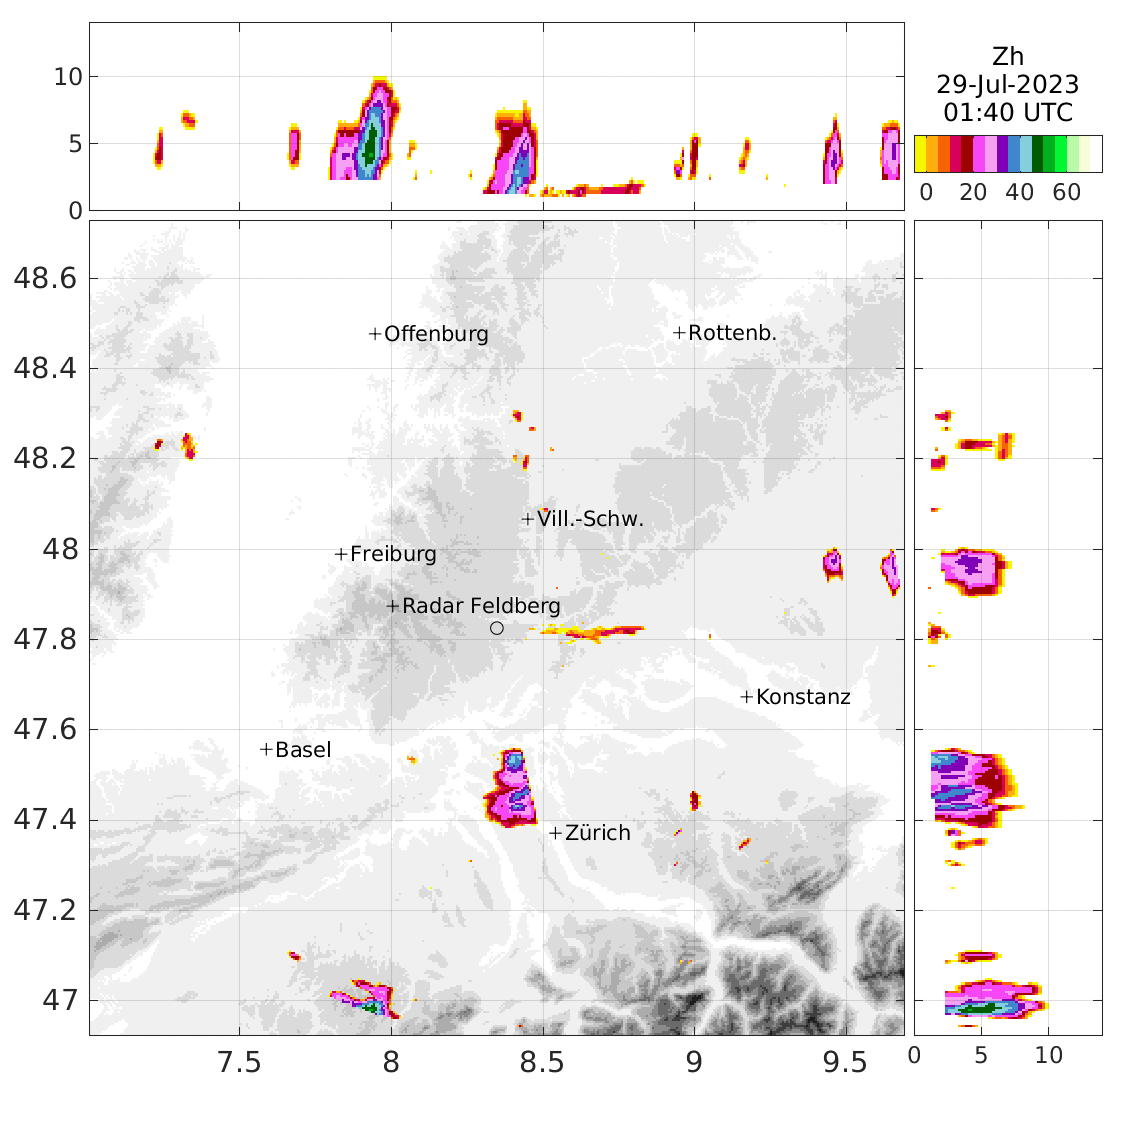 10
5
0
Zh
29-Jul-2023
01:40 UTC
0 20 40 60
48.6
48.4
48.2
48
47.8
47.6
47.4
47.2
47
Offenburg
Rottenb.
Vill.-Schw.
Freiburg
Radar Feldberg
Konstanz
Basel
Zürich
7.5 8 8.5 9 9.5
0 5 10